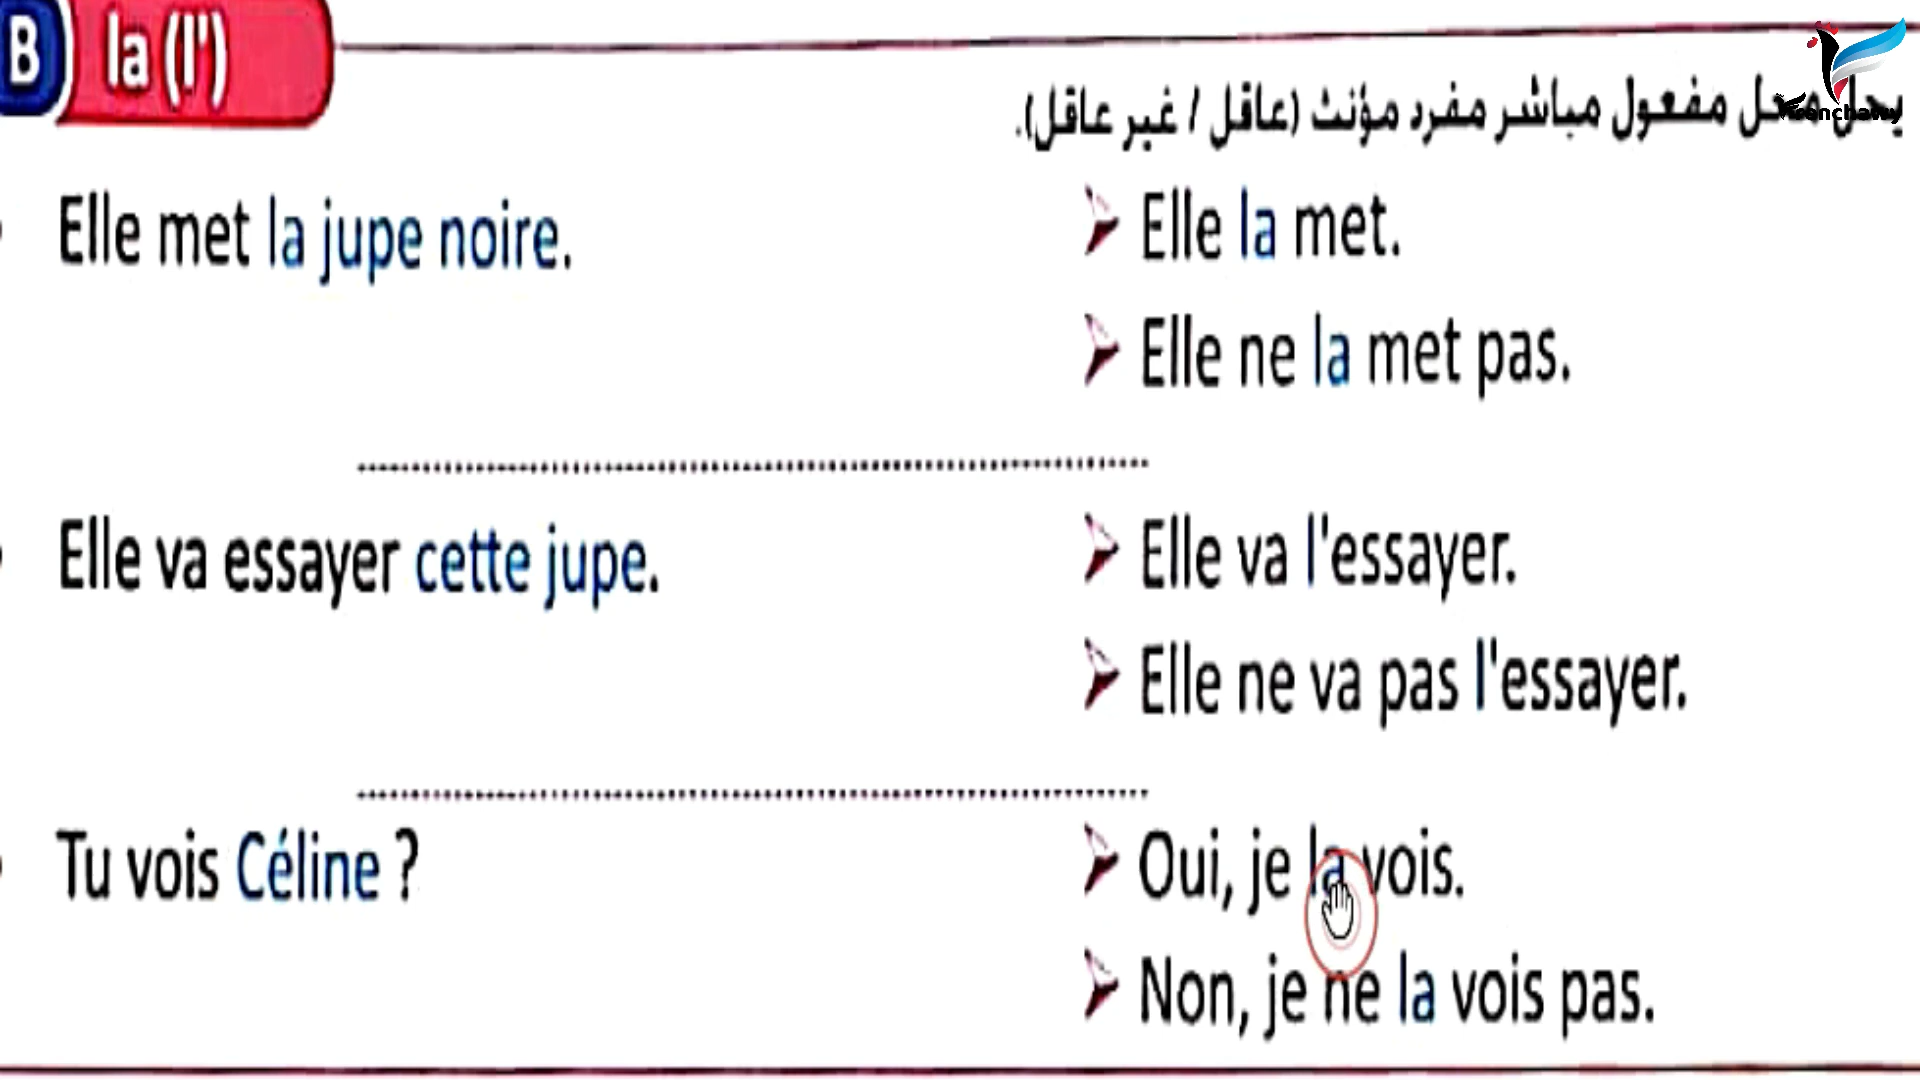 B la (l')
يحل محل مفعول مباشر مفرد مؤنث (عاقل / غير عاقل).
Elle met la jupe noire.
Elle la met.
Elle ne la met pas.
Elle va essayer cette jupe.
Elle va l'essayer.
Elle ne va pas l'essayer.
Tu vois Céline ?
Oui, je la vois.
Non, je ne la vois pas.